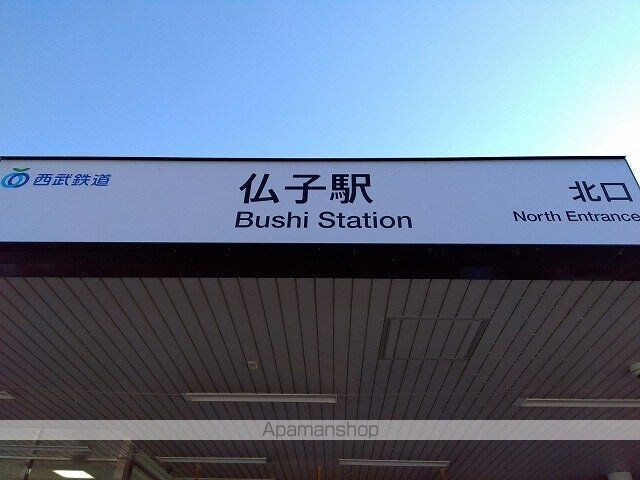 西武鉄道
仏子駅
Bushi Station
北口
North Entrance
Apamanshop